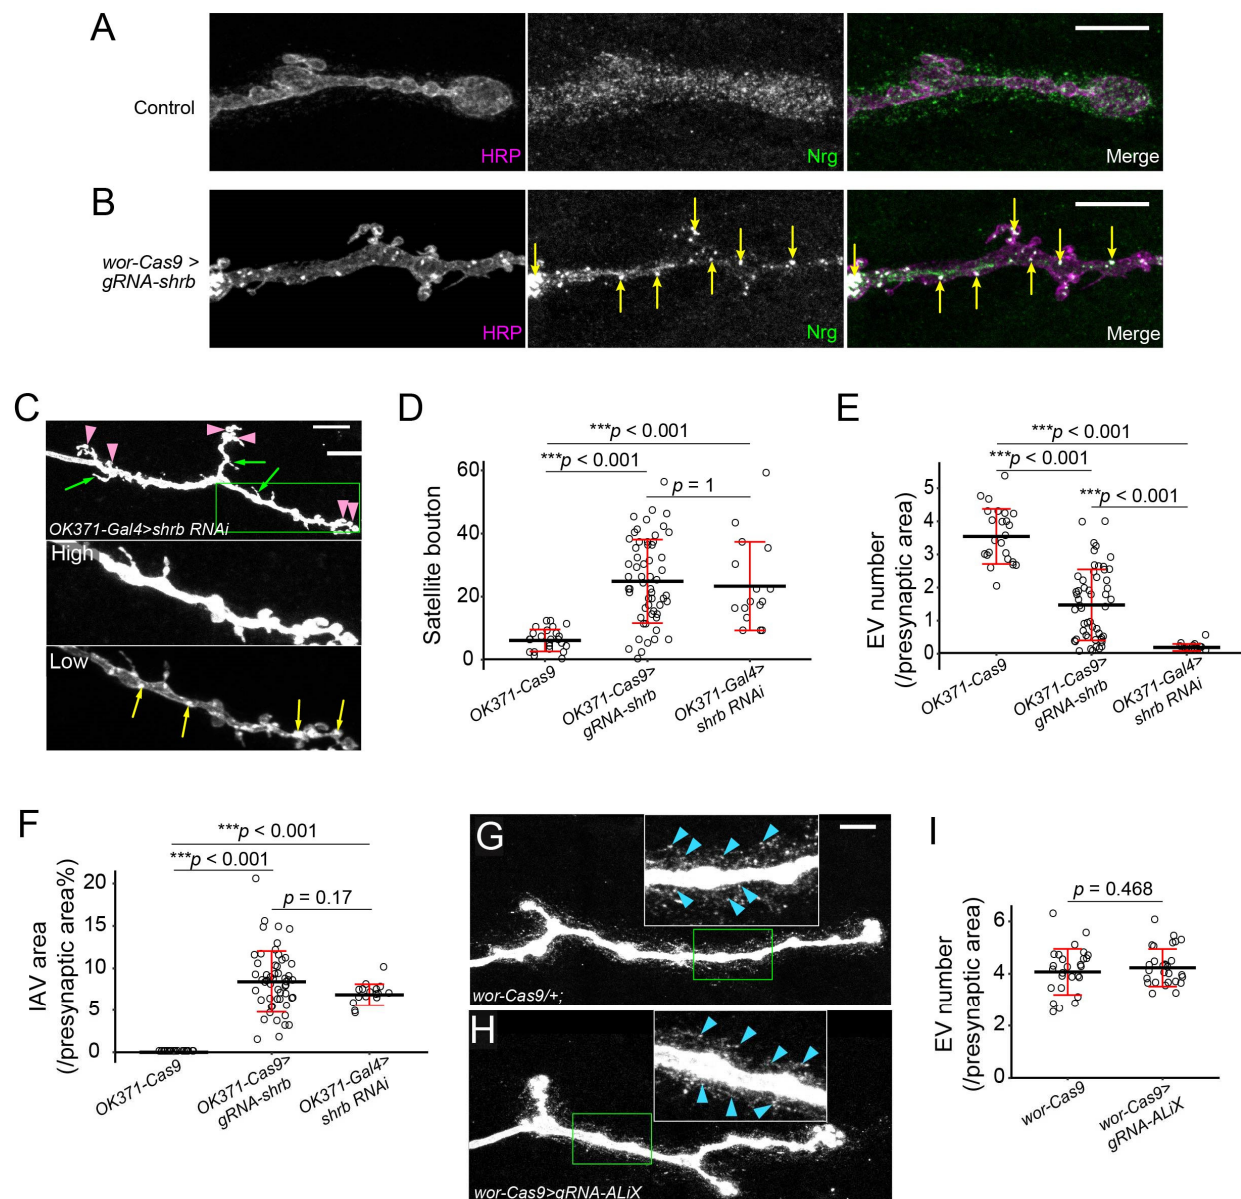 A
Control
HRP
Nrg
Merge
B
wor-Cas9 >
gRNA-shrb
HRP
Nrg
Merge
C
OK371-Gal4>shrb RNAi
High
Low
D
***p < 0.001
***p < 0.001
p = 1
Satellite bouton
60
40
20
0
OK371-Cas9
OK371-Cas9>
gRNA-shrb
OK371-Gal4>
shrb RNAi
E
***p < 0.001
***p < 0.001
***p < 0.001
EV number
(/presynaptic area)
5
4
3
2
1
0
OK371-Cas9
OK371-Cas9>
gRNA-shrb
OK371-Gal4>
shrb RNAi
F
***p < 0.001
***p < 0.001
p = 0.17
IAV area
(/presynaptic area%)
20
15
10
5
0
OK371-Cas9
OK371-Cas9>
gRNA-shrb
OK371-Gal4>
shrb RNAi
G
wor-Cas9/+;
H
wor-Cas9>gRNA-ALiX
I
p = 0.468
EV number
(/presynaptic area)
6
4
2
0
wor-Cas9
wor-Cas9>
gRNA-ALiX